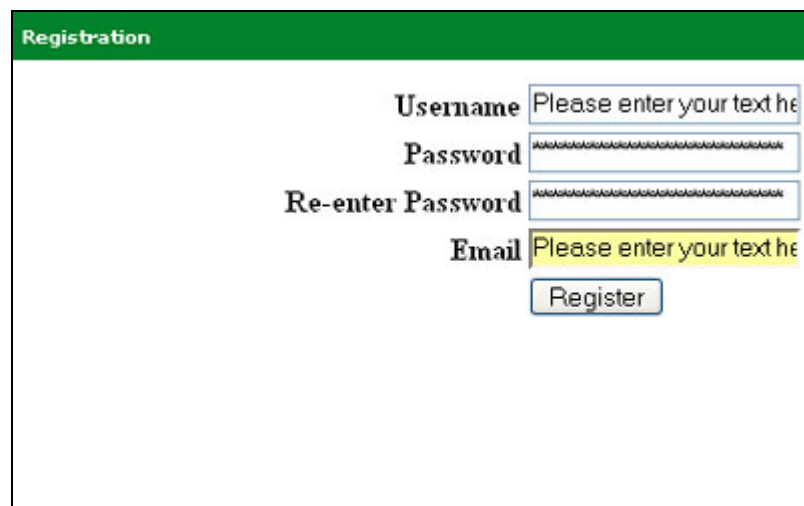 Registration
Username Please enter your text he
Password ****************************
Re-enter Password ****************************
Email Please enter your text he
Register